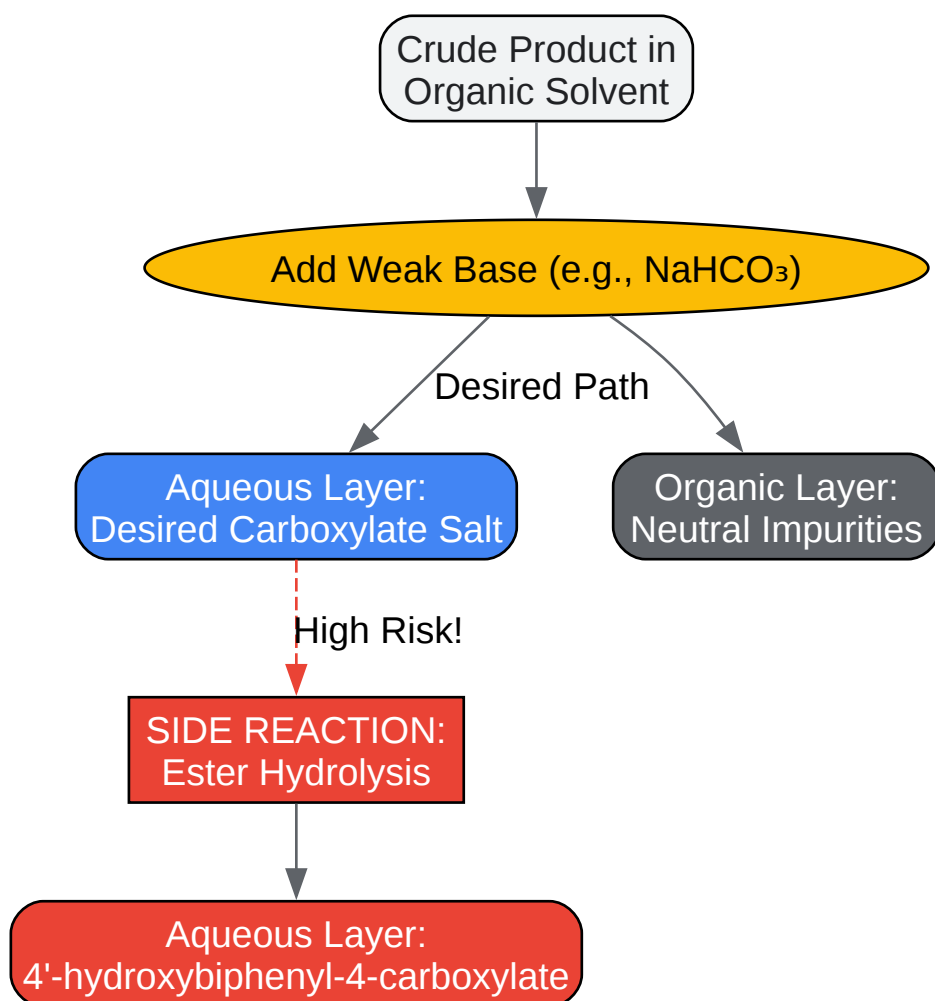 Crude Product in
Organic Solvent
Add Weak Base (e.g., NaHCO₃)
Desired Path
Aqueous Layer:
Desired Carboxylate Salt
Organic Layer:
Neutral Impurities
High Risk!
SIDE REACTION:
Ester Hydrolysis
Aqueous Layer:
4'-hydroxybiphenyl-4-carboxylate